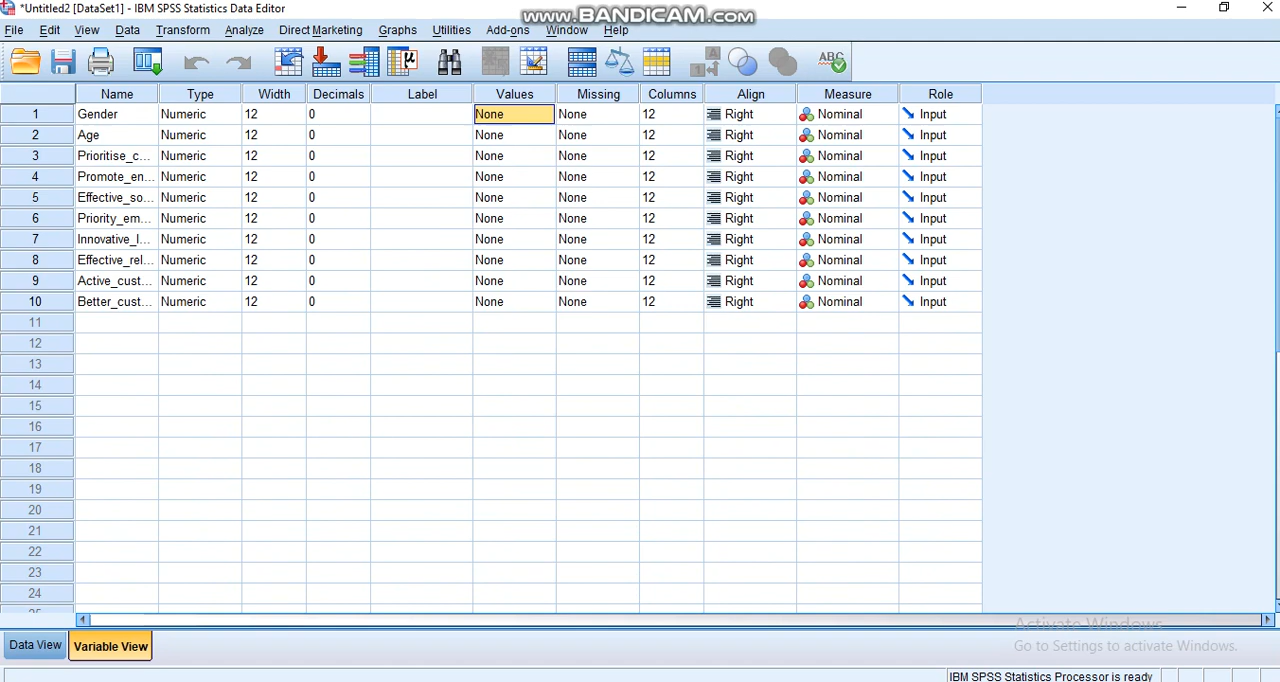 *Untitled2 [DataSet1] - IBM SPSS Statistics Data Editor
www.BANDICAM.com
File Edit View Data Transform Analyze Direct Marketing Graphs Utilities Add-ons Window Help
Name Type Width Decimals Label Values Missing Columns Align Measure Role
1 Gender Numeric 12 0 None None 12 Right Nominal Input
2 Age Numeric 12 0 None None 12 Right Nominal Input
3 Prioritise_c... Numeric 12 0 None None 12 Right Nominal Input
4 Promote_en... Numeric 12 0 None None 12 Right Nominal Input
5 Effective_so... Numeric 12 0 None None 12 Right Nominal Input
6 Priority_em... Numeric 12 0 None None 12 Right Nominal Input
7 Innovative_l... Numeric 12 0 None None 12 Right Nominal Input
8 Effective_rel... Numeric 12 0 None None 12 Right Nominal Input
9 Active_cust... Numeric 12 0 None None 12 Right Nominal Input
10 Better_cust... Numeric 12 0 None None 12 Right Nominal Input
11
12
13
14
15
16
17
18
19
20
21
22
23
24
Activate Windows
Data View Variable View
Go to Settings to activate Windows.
IBM SPSS Statistics Processor is ready